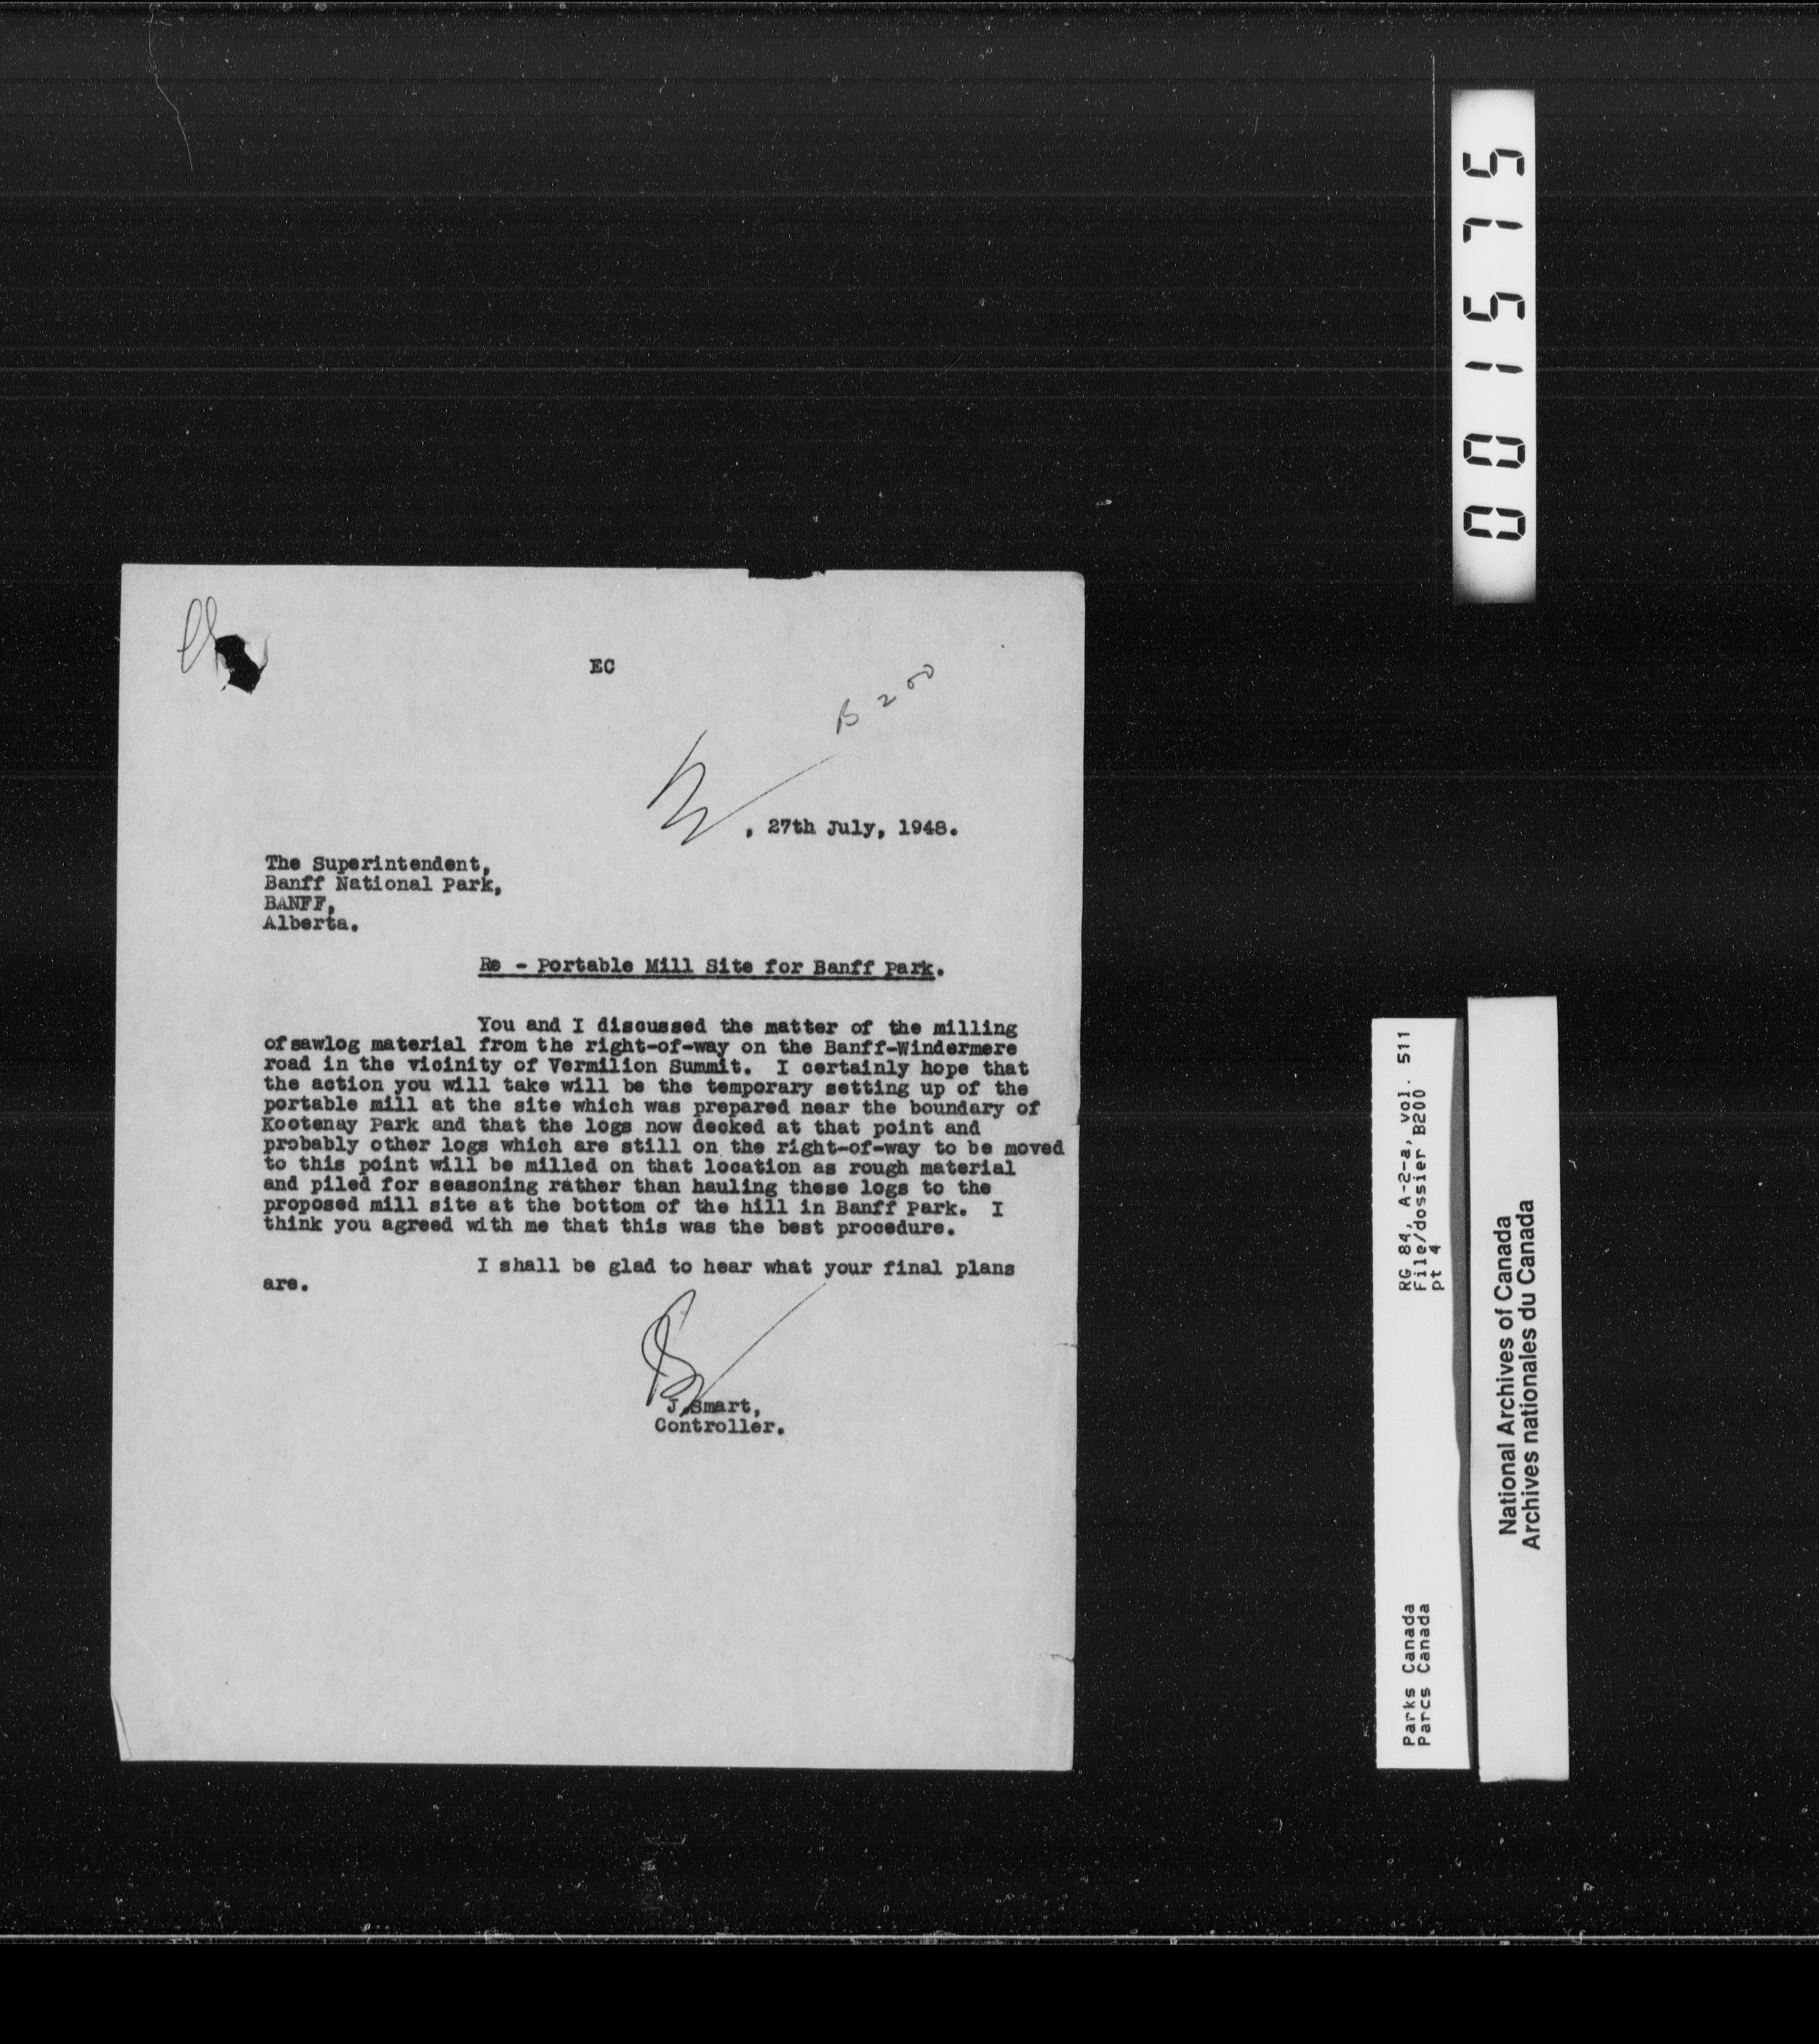 EC
B 200
, 27th July, 1948.
The Superintendent,
Banff National Park,
BANFF,
Alberta.
Re - Portable Mill Site for Banff Park.
You and I discussed the matter of the milling
of sawlog material from the right-of-way on the Banff-Windermere
road in the vicinity of Vermilion Summit. I certainly hope that
the action you will take will be the temporary setting up of the
portable mill at the site which was prepared near the boundary of
Kootenay Park and that the logs now decked at that point and
probably other logs which are still on the right-of-way to be moved
to this point will be milled on that location as rough material
and piled for seasoning rather than hauling these logs to the
proposed mill site at the bottom of the hill in Banff Park. I
think you agreed with me that this was the best procedure.
I shall be glad to hear what your final plans
are.
J.Smart,
Controller.
001575
RG 84, A-2-a, vol. 511
File/dossier B200
pt 4
Parks Canada
Parcs Canada
National Archives of Canada
Archives nationales du Canada